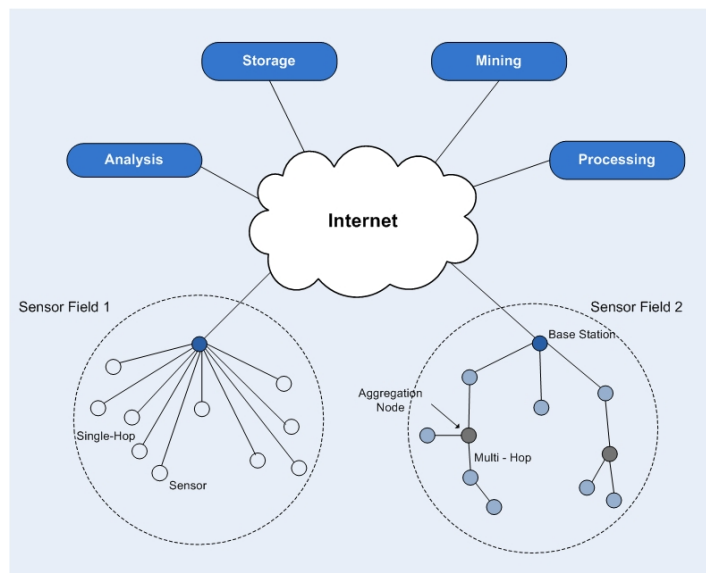 Storage
Mining
Analysis
Processing
Internet
Sensor Field 1
Sensor Field 2
Base Station
Aggregation
Node
Single-Hop
Multi - Hop
Sensor